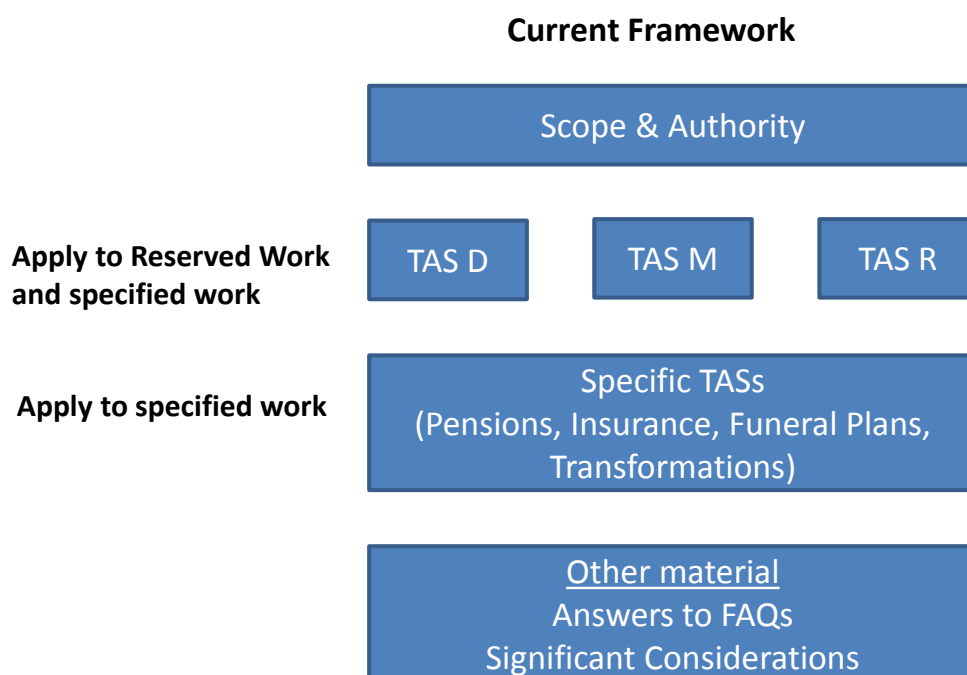 Current Framework
Scope & Authority
Apply to Reserved Work
and specified work
TAS D
TAS M
TAS R
Apply to specified work
Specific TASs
(Pensions, Insurance, Funeral Plans,
Transformations)
Other material
Answers to FAQs
Significant Considerations